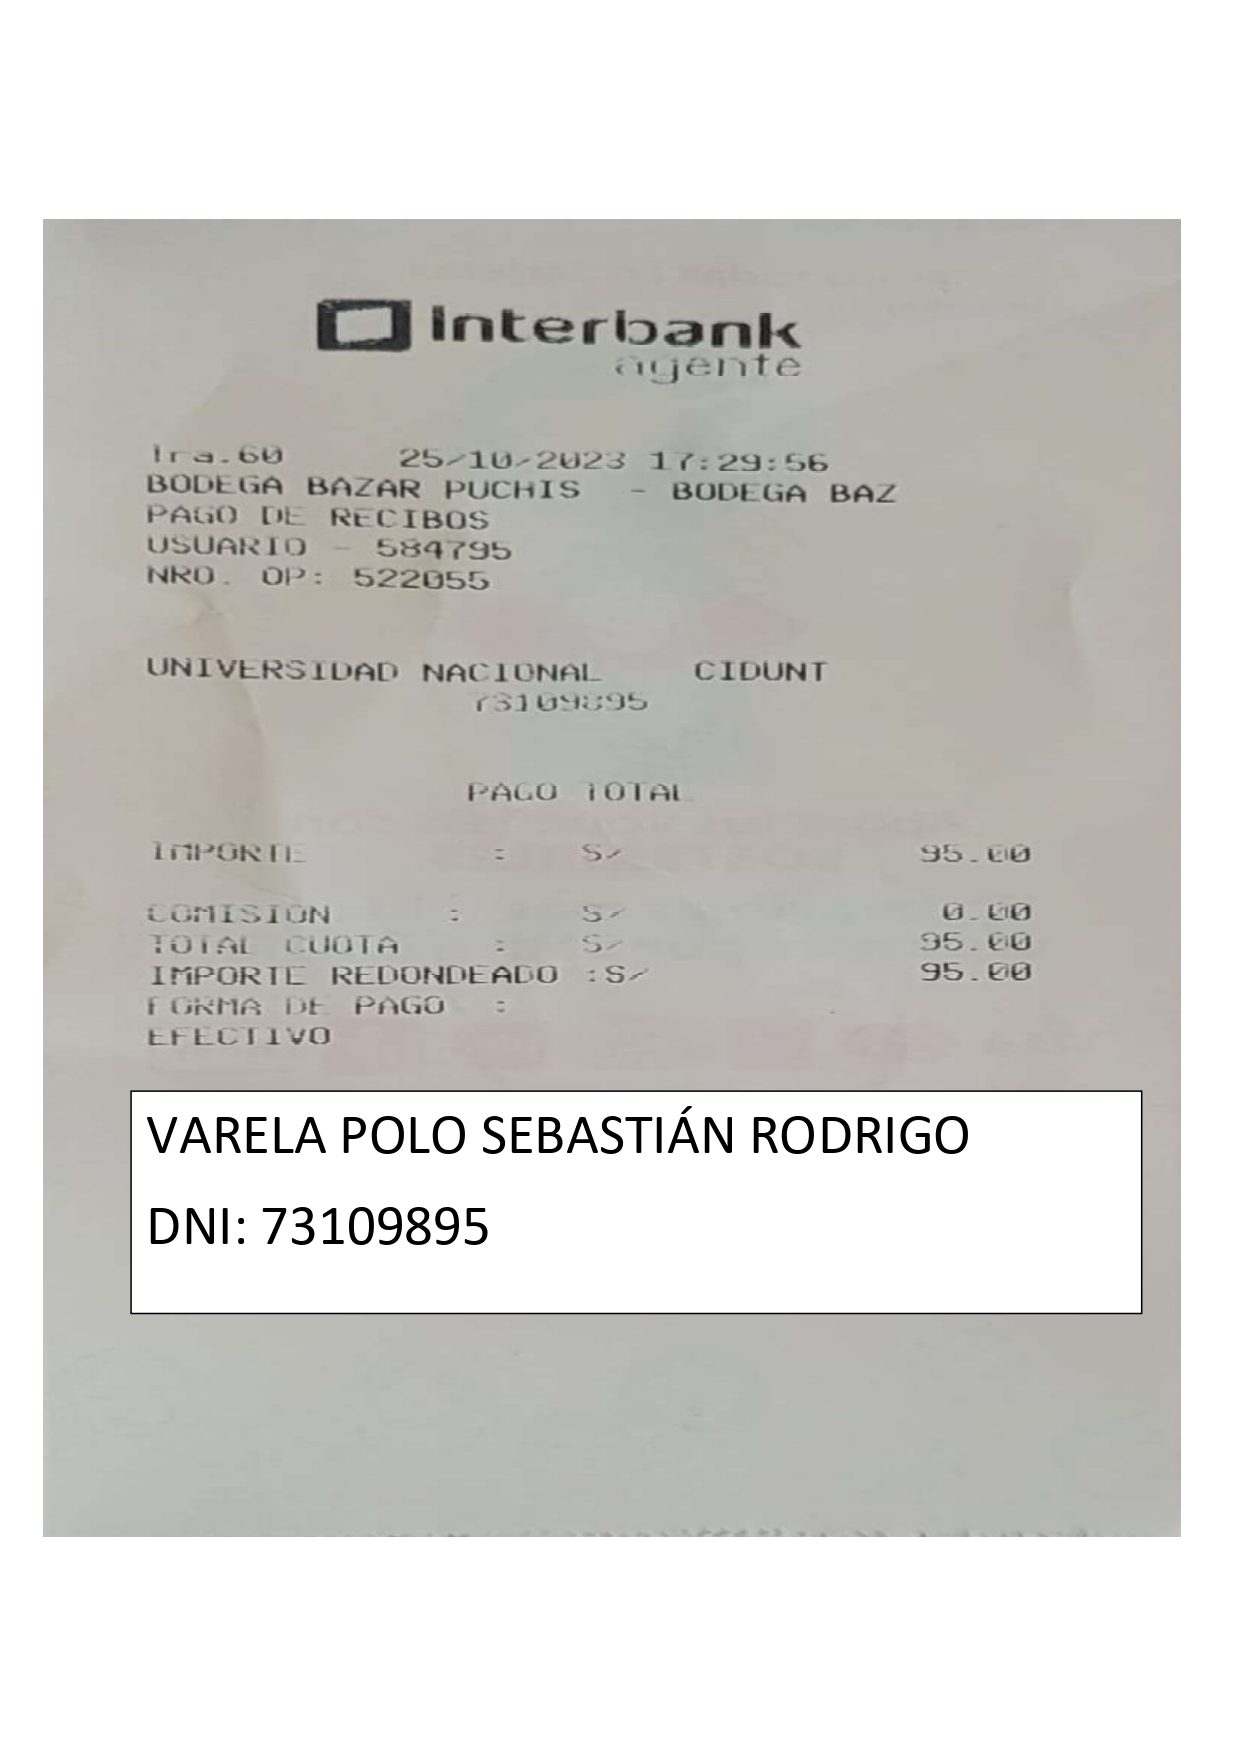 Interbank
agente
Tra.60 25/10/2023 17:29:56
BODEGA BAZAR PUCHIS - BODEGA BAZ
PAGO DE RECIBOS
USUARIO - 584795
NRO. OP: 522055
UNIVERSIDAD NACIONAL CIDUNT
73109895
PAGO TOTAL
IMPORTE : S/ 95.00
COMISION : S/ 0.00
TOTAL CUOTA : S/ 95.00
IMPORTE REDONDEADO :S/ 95.00
FORMA DE PAGO :
EFECTIVO
VARELA POLO SEBASTIÁN RODRIGO
DNI: 73109895